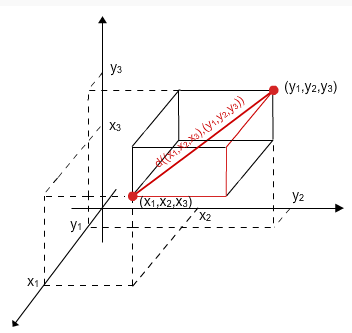 y₃
(y₁,y₂,y₃)
x₃
d((x₁,x₂,x₃),(y₁,y₂,y₃))
(x₁,x₂,x₃)
y₂
x₂
y₁
x₁